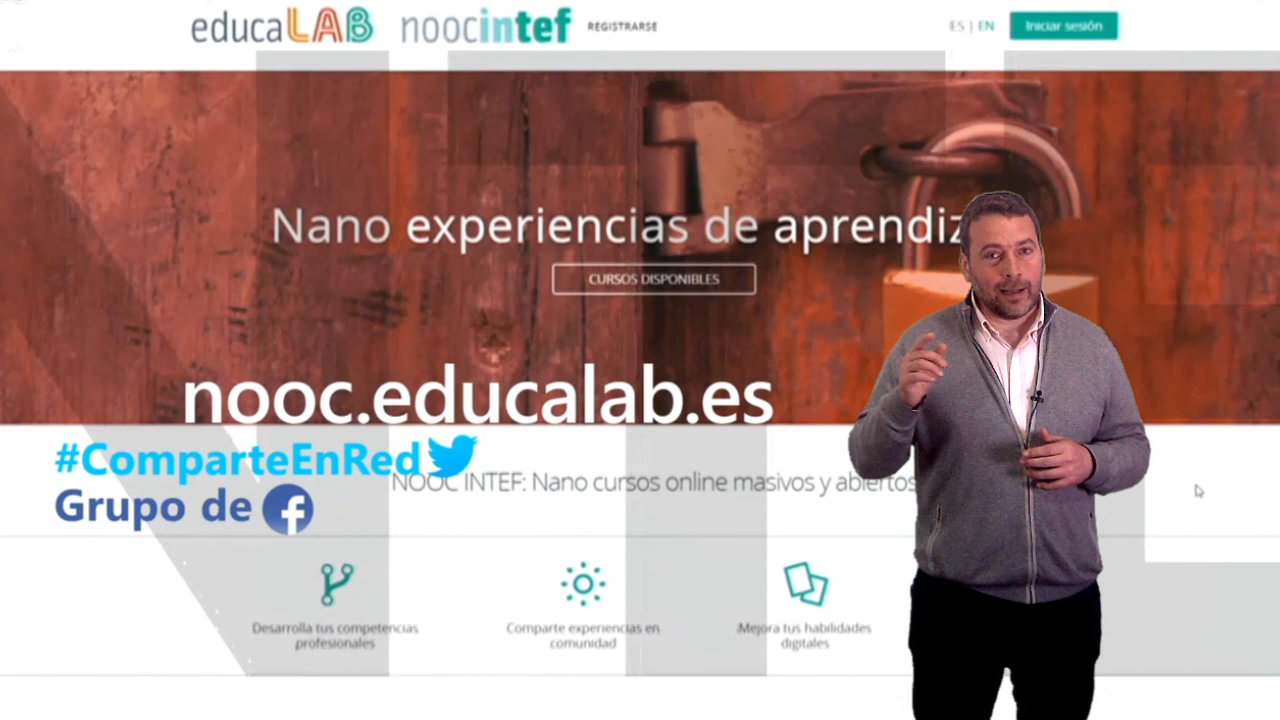 educaLAB
noocintef
REGISTRARSE
ES | EN
Iniciar sesión
Nano experiencias de aprendiz
CURSOS DISPONIBLES
nooc.educalab.es
#ComparteEnRed
Grupo de f
NOOC INTEF: Nano cursos online masivos y abiertos
Desarrolla tus competencias
profesionales
Comparte experiencias en
comunidad
Mejora tus habilidades
digitales